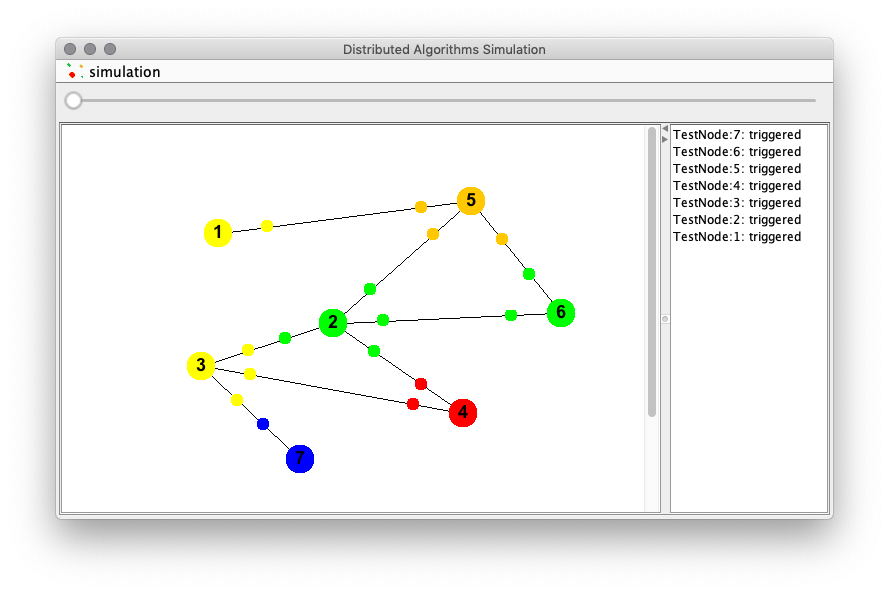 Distributed Algorithms Simulation
simulation
1
5
2
6
3
4
7
TestNode:7: triggered
TestNode:6: triggered
TestNode:5: triggered
TestNode:4: triggered
TestNode:3: triggered
TestNode:2: triggered
TestNode:1: triggered